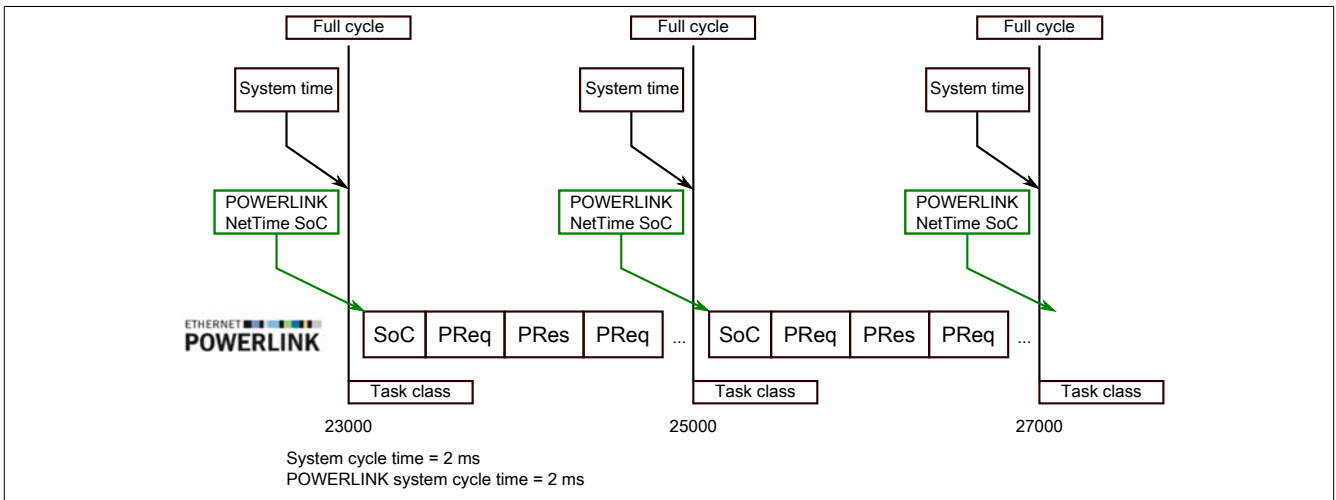 Full cycle
Full cycle
Full cycle
System time
System time
System time
POWERLINK
NetTime SoC
POWERLINK
NetTime SoC
POWERLINK
NetTime SoC
ETHERNET
POWERLINK
SoC PReq PRes PReq ... SoC PReq PRes PReq ...
Task class
Task class
Task class
23000
25000
27000
System cycle time = 2 ms
POWERLINK system cycle time = 2 ms